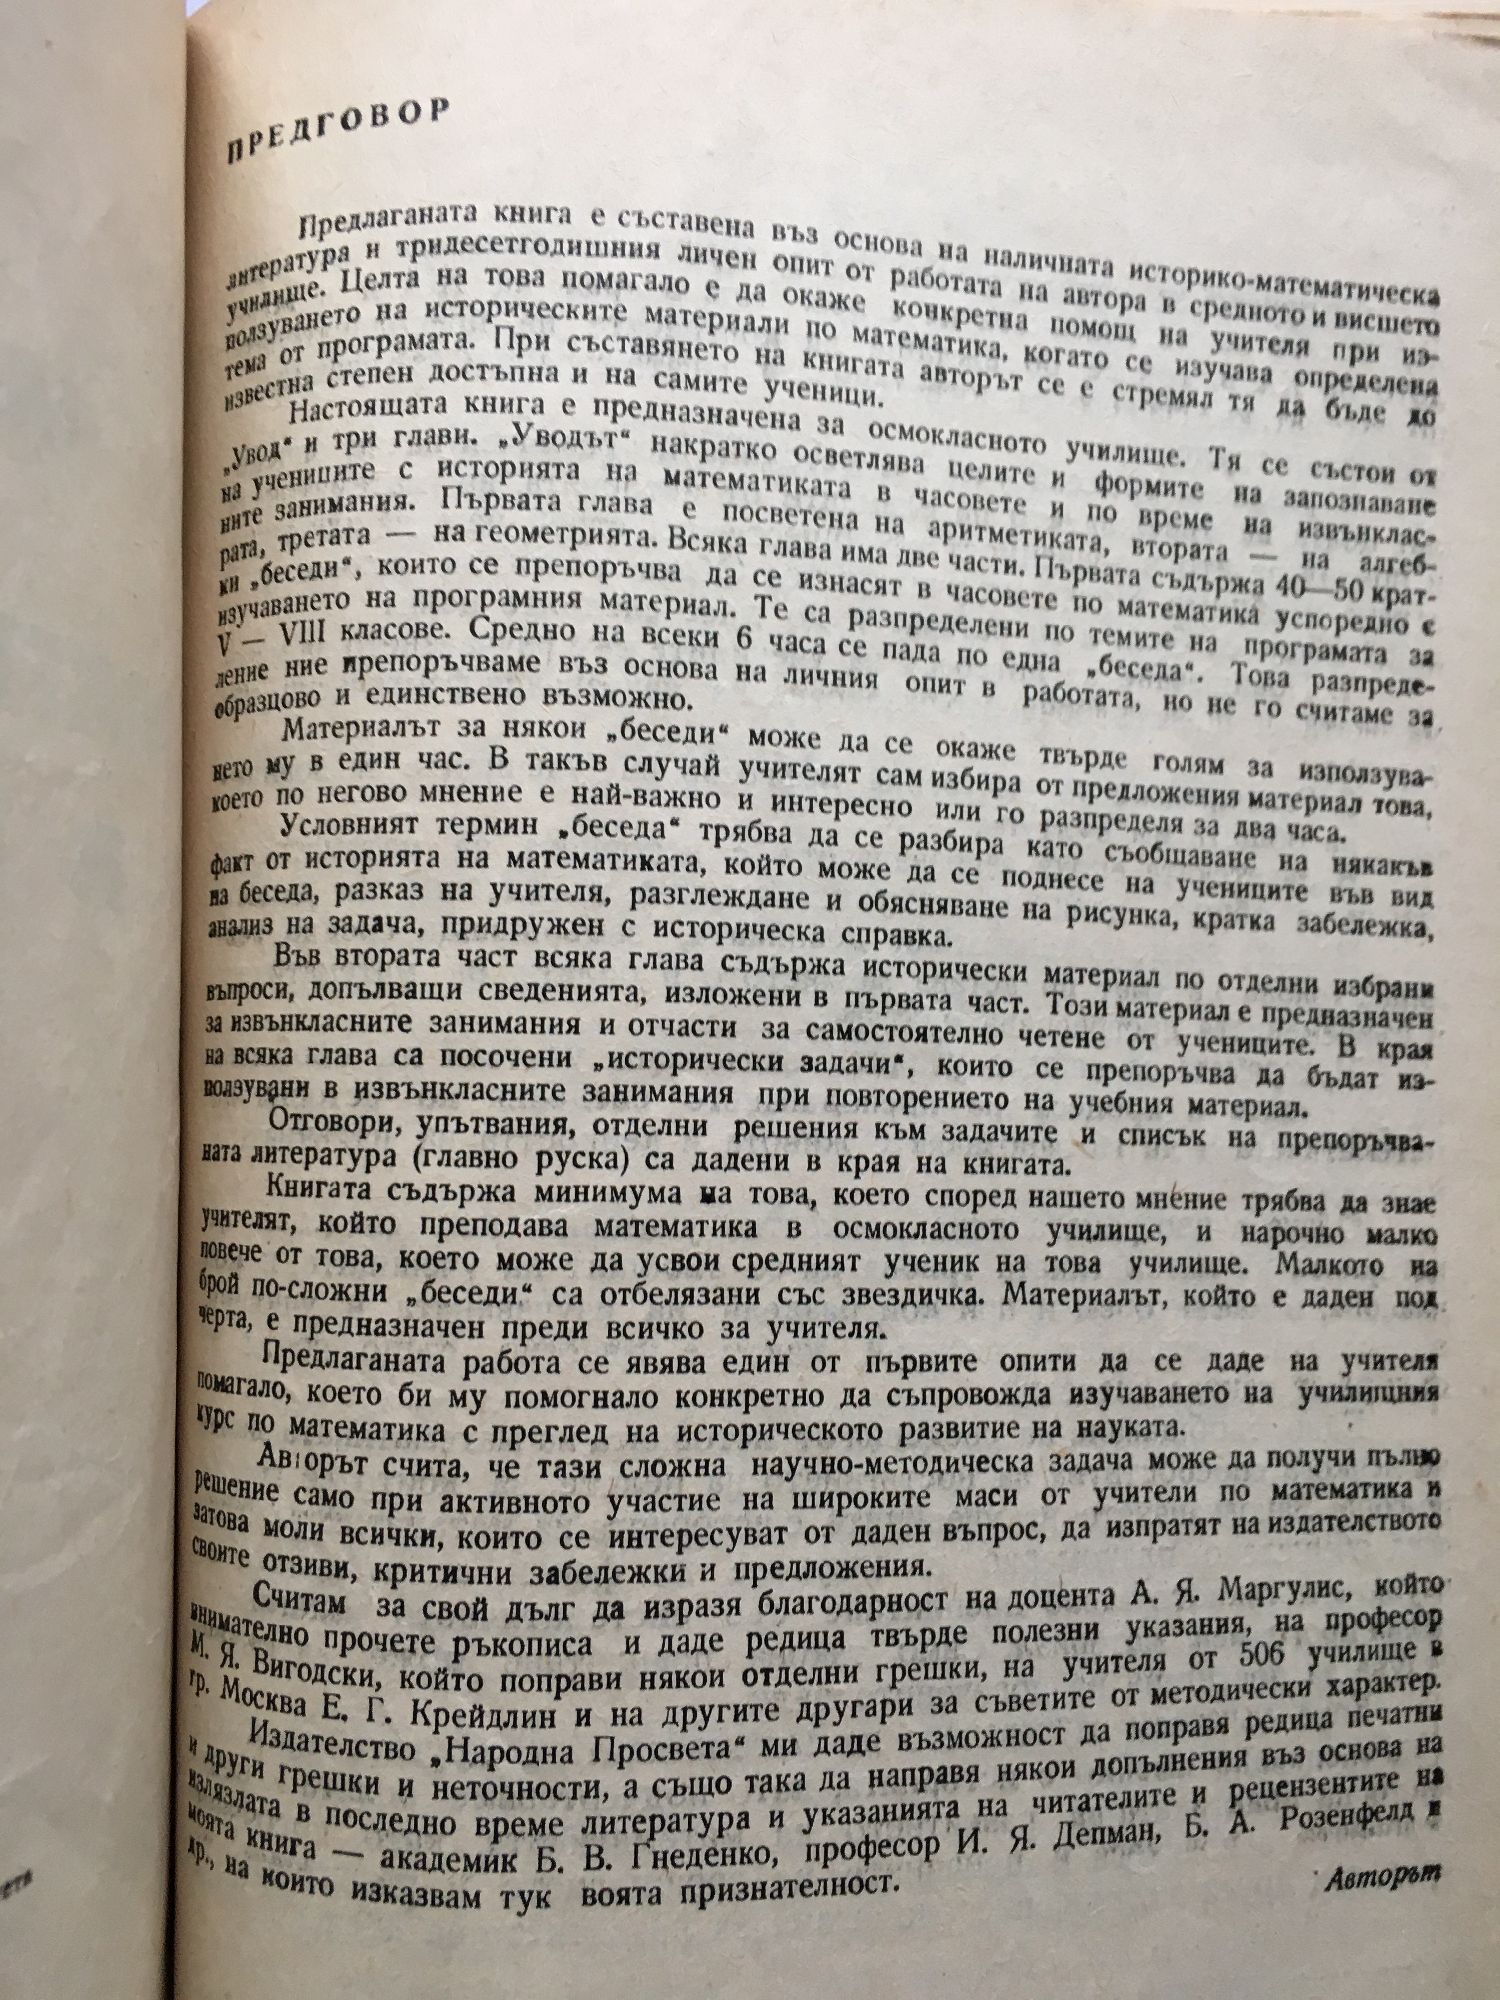 ПРЕДГОВОР
Предлаганата книга е съставена въз основа на наличната историко-математическа
литература и тридесетгодишния личен опит от работата на автора в средното и висшето
училище. Целта на това помагало е да окаже конкретна помощ на учителя при из-
ползуването на историческите материали по математика, когато се изучава определена
тема от програмата. При съставянето на книгата авторът се е стремял тя да бъде до
известна степен достъпна и на самите ученици.
Настоящата книга е предназначена за осмокласното училище. Тя се състои от
„Увод“ и три глави. „Уводът“ накратко осветлява целите и формите на запознаване
на учениците с историята на математиката в часовете и по време на извънклас-
ните занимания. Първата глава е посветена на аритметиката, втората — на алгеб-
рата, третата — на геометрията. Всяка глава има две части. Първата съдържа 40—50 крат-
ки „беседи“, които се препоръчва да се изнасят в часовете по математика успоредно с
изучаването на програмния материал. Те са разпределени по темите на програмата за
V — VIII класове. Средно на всеки 6 часа се пада по една „беседа“. Това разпреде-
ление ние препоръчваме въз основа на личния опит в работата, но не го считаме за
образцово и единствено възможно.
Материалът за някои „беседи“ може да се окаже твърде голям за използува-
нето му в един час. В такъв случай учителят сам избира от предложения материал това,
което по негово мнение е най-важно и интересно или го разпределя за два часа.
Условният термин „беседа“ трябва да се разбира като съобщаване на някакъв
факт от историята на математиката, който може да се поднесе на учениците във вид
на беседа, разказ на учителя, разглеждане и обясняване на рисунка, кратка забележка,
анализ на задача, придружен с историческа справка.
Във втората част всяка глава съдържа исторически материал по отделни избрани
въпроси, допълващи сведенията, изложени в първата част. Този материал е предназначен
за извънкласните занимания и отчасти за самостоятелно четене от учениците. В края
на всяка глава са посочени „исторически задачи“, които се препоръчва да бъдат из-
ползувани в извънкласните занимания при повторението на учебния материал.
Отговори, упътвания, отделни решения към задачите и списък на препоръчва-
ната литература (главно руска) са дадени в края на книгата.
Книгата съдържа минимума на това, което според нашето мнение трябва да знае
учителят, който преподава математика в осмокласното училище, и нарочно малко
повече от това, което може да усвои средният ученик на това училище. Малкото на
брой по-сложни „беседи“ са отбелязани със звездичка. Материалът, който е даден под
черта, е предназначен преди всичко за учителя.
Предлаганата работа се явява един от първите опити да се даде на учителя
помагало, което би му помогнало конкретно да съпровожда изучаването на училищния
курс по математика с преглед на историческото развитие на науката.
Авторът счита, че тази сложна научно-методическа задача може да получи пълно
решение само при активното участие на широките маси от учители по математика и
затова моли всички, които се интересуват от даден въпрос, да изпратят на издателството
своите отзиви, критични забележки и предложения.
Считам за свой дълг да изразя благодарност на доцента А. Я. Маргулис, който
внимателно прочете ръкописа и даде редица твърде полезни указания, на професор
М. Я. Вигодски, който поправи някои отделни грешки, на учителя от 506 училище в
гр. Москва Е. Г. Крейдлин и на другите другари за съветите от методически характер.
Издателство „Народна Просвета“ ми даде възможност да поправя редица печатни
и други грешки и неточности, а също така да направя някои допълнения въз основа на
излязлата в последно време литература и указанията на читателите и рецензентите на
моята книга — академик Б. В. Гнеденко, професор И. Я. Депман, Б. А. Розенфелд и
др., на които изказвам тук воята признателност.
Авторът